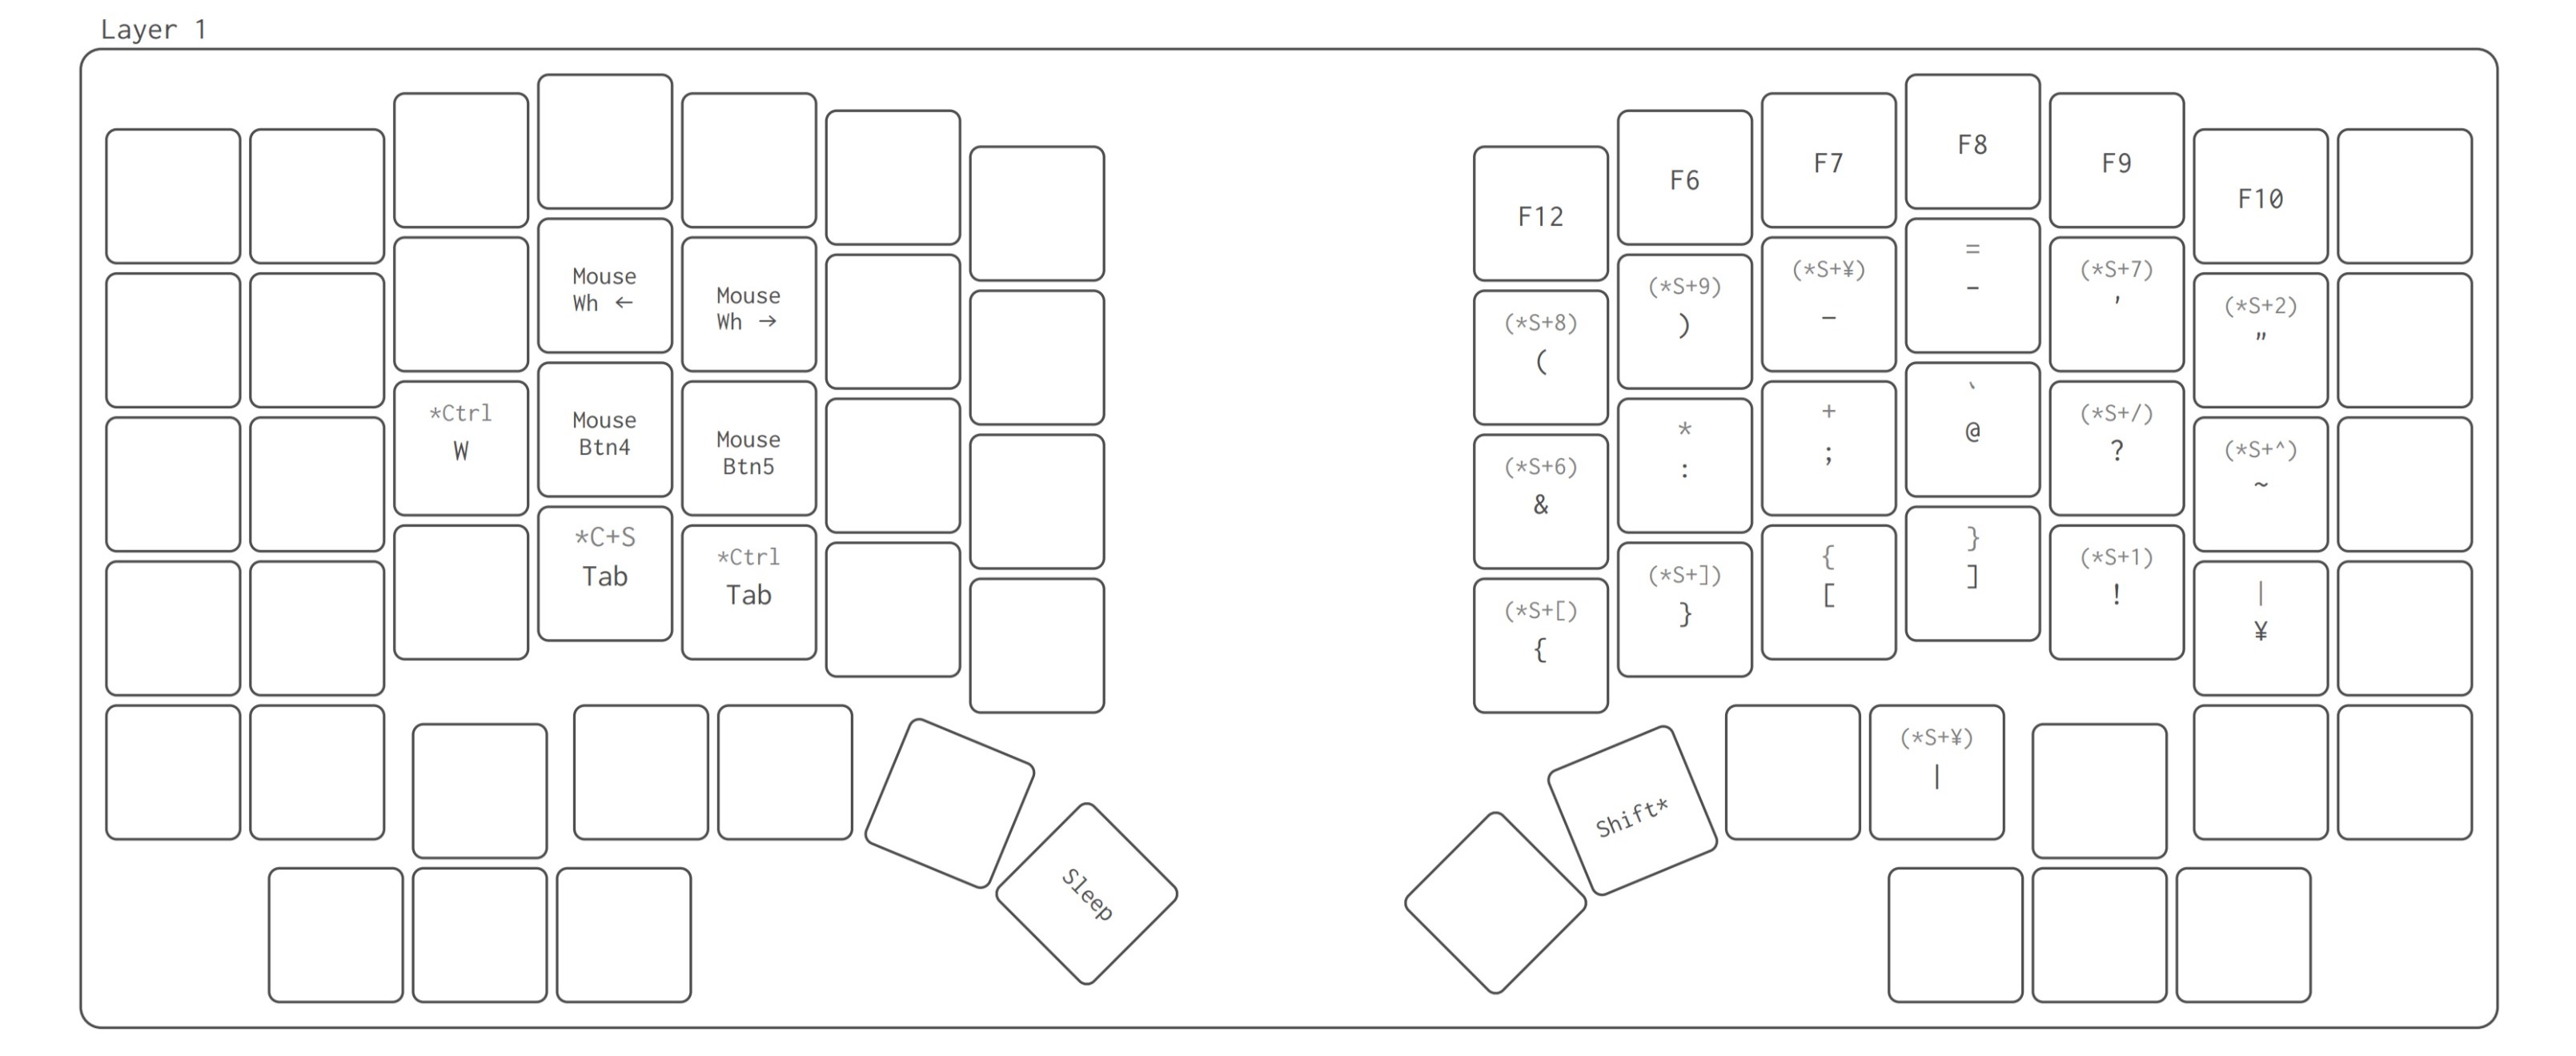 Layer 1
Mouse
Wh ←
Mouse
Wh →
*Ctrl
W
Mouse
Btn4
Mouse
Btn5
*C+S
Tab
*Ctrl
Tab
Sleep
F12
F6
F7
F8
F9
F10
(*S+8)
(
(*S+9)
)
(*S+¥)
_
=
-
(*S+7)
'
(*S+2)
"
(*S+6)
&
*
:
+
;
`
@
(*S+/)
?
(*S+^)
~
(*S+[)
{
(*S+])
}
{
[
}
]
(*S+1)
!
|
¥
Shift*
(*S+¥)
|